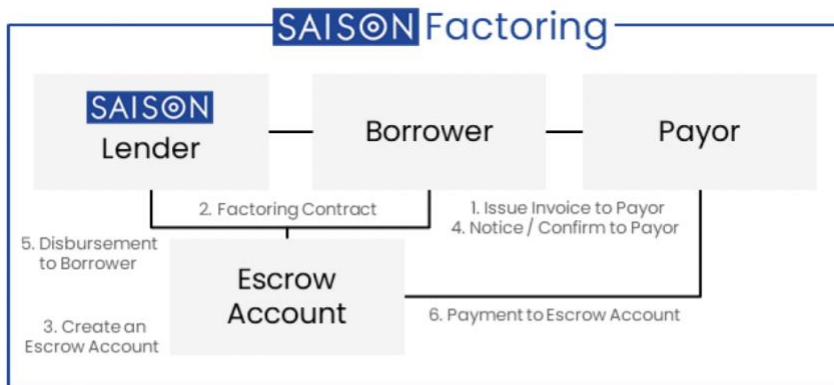 SAISON Factoring
SAISON
Lender
Borrower
Payor
2. Factoring Contract
1. Issue Invoice to Payor
4. Notice / Confirm to Payor
5. Disbursement
to Borrower
Escrow
Account
3. Create an
Escrow Account
6. Payment to Escrow Account